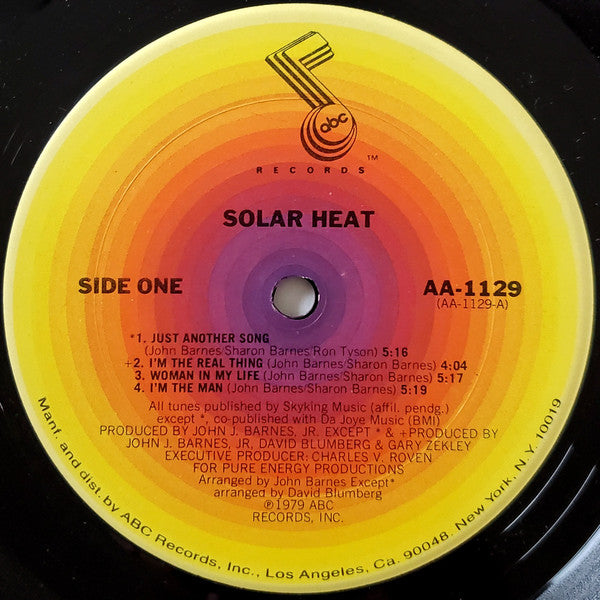 abc
RECORDS
™
SOLAR HEAT
SIDE ONE
AA-1129
(AA-1129-A)
*1. JUST ANOTHER SONG
(John Barnes/Sharon Barnes/Ron Tyson) 5:16
+2. I'M THE REAL THING (John Barnes/Sharon Barnes) 4:04
3. WOMAN IN MY LIFE (John Barnes/Sharon Barnes) 5:17
4. I'M THE MAN (John Barnes/Sharon Barnes) 5:19
All tunes published by Skyking Music (affil. pendg.)
except *, co-published with Da Joye Music (BMI)
PRODUCED BY JOHN J. BARNES, JR. EXCEPT * & +PRODUCED BY
JOHN J. BARNES, JR, DAVID BLUMBERG & GARY ZEKLEY
EXECUTIVE PRODUCER: CHARLES V. ROVEN
FOR PURE ENERGY PRODUCTIONS
Arranged by John Barnes Except*
arranged by David Blumberg
℗1979 ABC
RECORDS, INC.
Manf. and dist. by ABC Records, Inc., Los Angeles, Ca. 90048. New York, N.Y. 10019